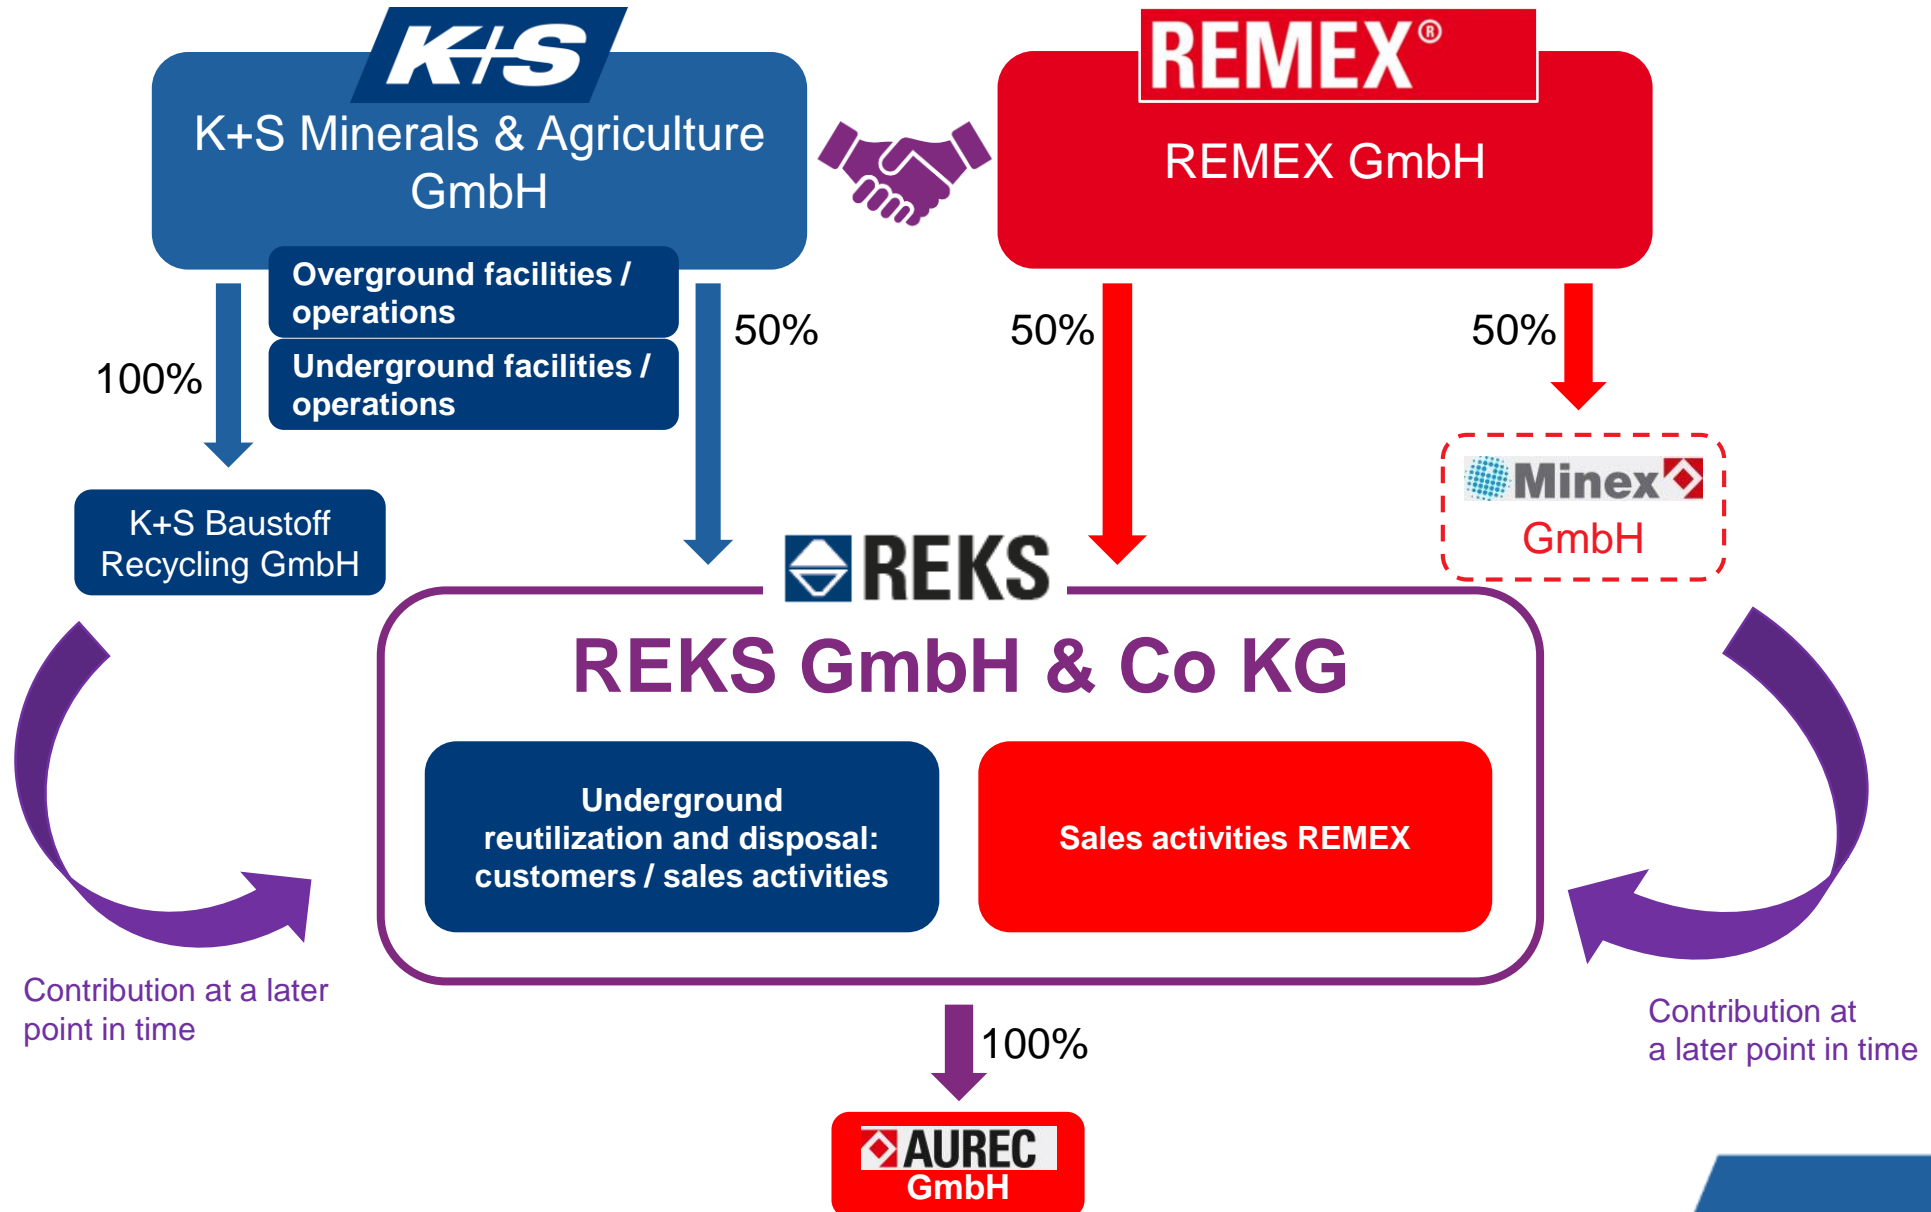 K+S
REMEX®
K+S Minerals & Agriculture
GmbH
REMEX GmbH
Overground facilities /
operations
Underground facilities /
operations
100%
50%
50%
50%
K+S Baustoff
Recycling GmbH
Minex
GmbH
REKS
REKS GmbH & Co KG
Underground
reutilization and disposal:
customers / sales activities
Sales activities REMEX
Contribution at a later
point in time
Contribution at
a later point in time
100%
AUREC
GmbH